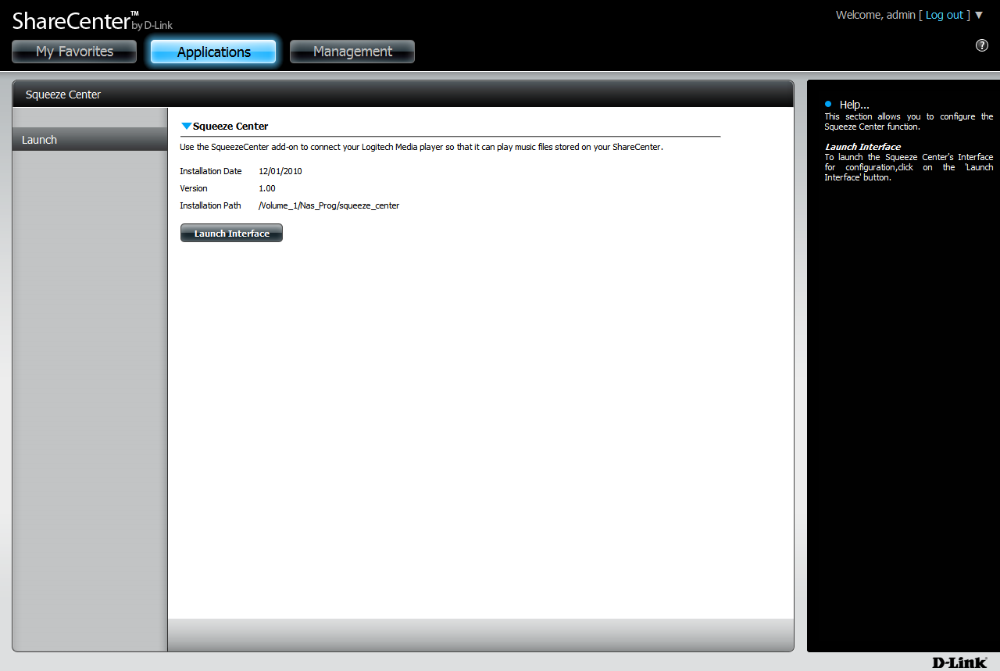 ShareCenter™ by D-Link
Welcome, admin [ Log out ] ▼
My Favorites
Applications
Management
?
Squeeze Center
Launch
Squeeze Center
Use the SqueezeCenter add-on to connect your Logitech Media player so that it can play music files stored on your ShareCenter.
Installation Date 12/01/2010
Version 1.00
Installation Path /Volume_1/Nas_Prog/squeeze_center
Launch Interface
Help...
This section allows you to configure the
Squeeze Center function.
Launch Interface
To launch the Squeeze Center's Interface
for configuration,click on the 'Launch
Interface' button.
D-Link